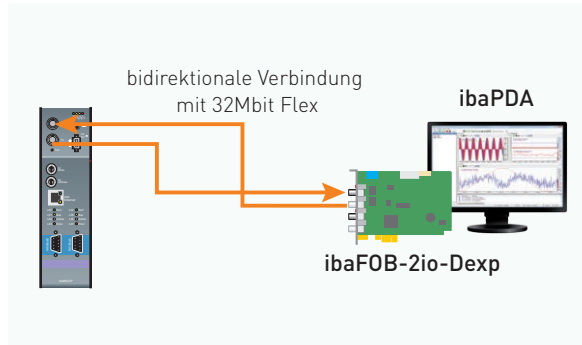 bidirektionale Verbindung
mit 32Mbit Flex
ibaPDA
ibaFOB-2io-Dexp